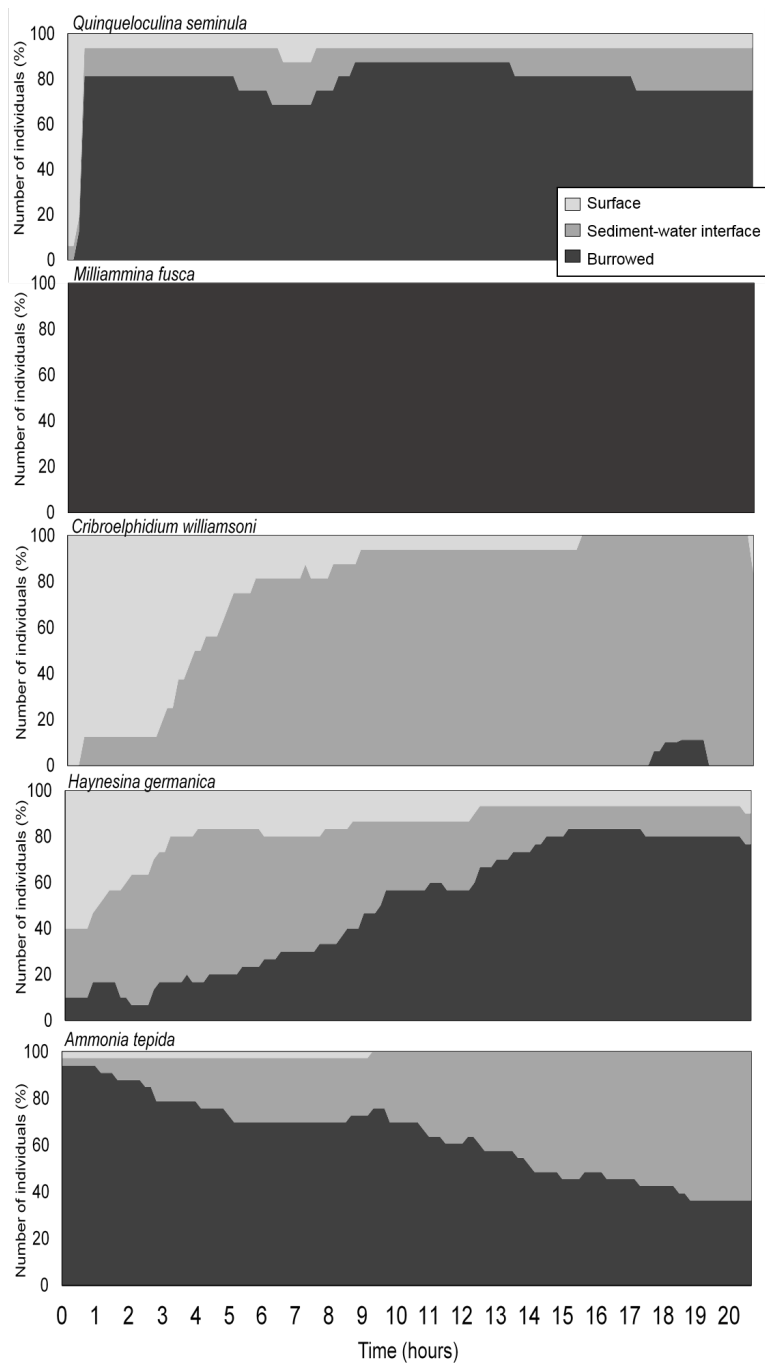 Quinqueloculina seminula
Number of individuals (%)
100
80
60
40
20
0
Surface
Sediment-water interface
Burrowed
Milliammina fusca
Number of individuals (%)
100
80
60
40
20
0
Cribroelphidium williamsoni
Number of individuals (%)
100
80
60
40
20
0
Haynesina germanica
Number of individuals (%)
100
80
60
40
20
0
Ammonia tepida
Number of individuals (%)
100
80
60
40
20
0
0 1 2 3 4 5 6 7 8 9 10 11 12 13 14 15 16 17 18 19 20
Time (hours)